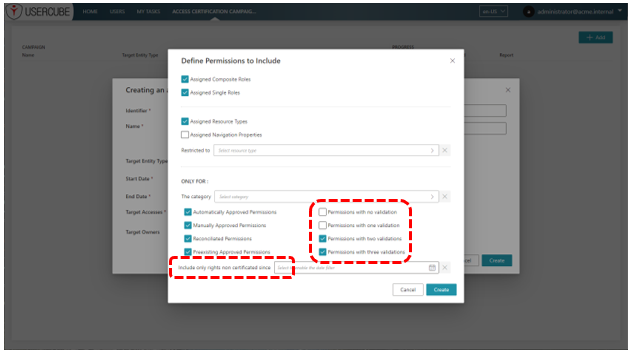 USERCUBE HOME USERS MY TASKS ACCESS CERTIFICATION CAMPAIG... en-US administrator@acme.internal
+ Add
CAMPAIGN PROGRESS
Name Target Entity Type Report
Define Permissions to Include
Assigned Composite Roles
Assigned Single Roles
Creating an a
Identifier *
Name *
Assigned Resource Types
Assigned Navigation Properties
Restricted to Select resource type
Target Entity Type
Start Date *
ONLY FOR :
End Date *
The category Select category
Target Accesses *
Automatically Approved Permissions Permissions with no validation
Manually Approved Permissions Permissions with one validation
Target Owners
Reconciliated Permissions Permissions with two validations
Preexisting Approved Permissions Permissions with three validations
Include only rights non certificated since
Create
Cancel Create